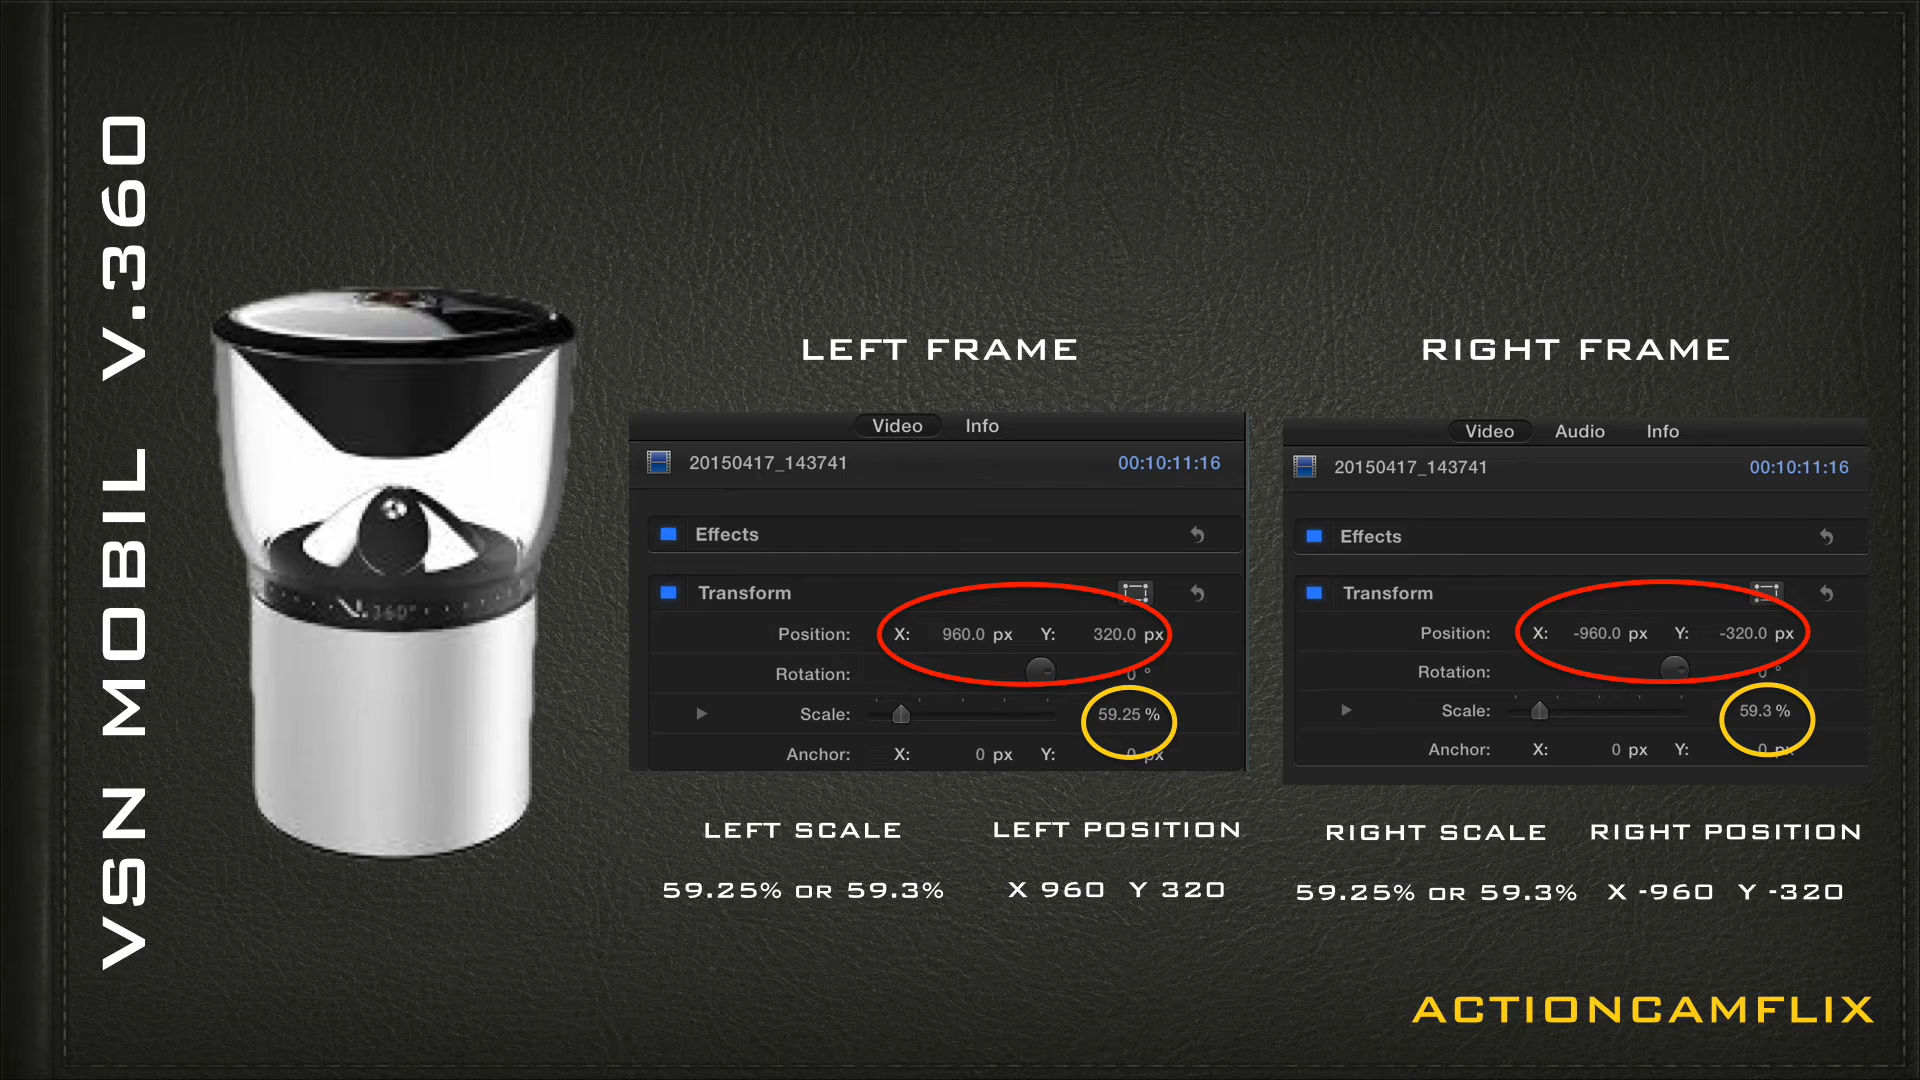 VSN MOBIL V.360
V.360°
LEFT FRAME
Video Info
20150417_143741 00:10:11:16
Effects
Transform
Position: X: 960.0 px Y: 320.0 px
Rotation: 0 °
Scale: 59.25 %
Anchor: X: 0 px Y: 0 px
LEFT SCALE LEFT POSITION
59.25% OR 59.3% X 960 Y 320
RIGHT FRAME
Video Audio Info
20150417_143741 00:10:11:16
Effects
Transform
Position: X: -960.0 px Y: -320.0 px
Rotation: 0 °
Scale: 59.3 %
Anchor: X: 0 px Y: 0 px
RIGHT SCALE RIGHT POSITION
59.25% OR 59.3% X -960 Y -320
ACTIONCAMFLIX